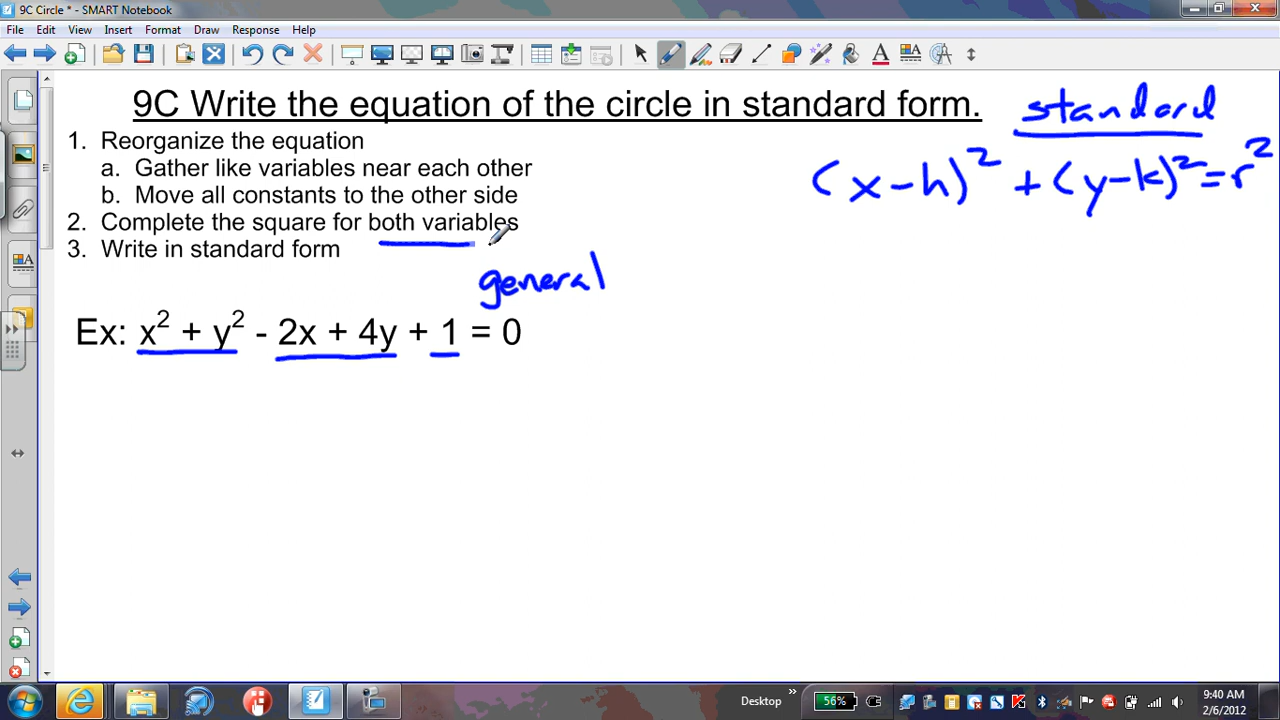 9C Circle * - SMART Notebook
File Edit View Insert Format Draw Response Help
9C Write the equation of the circle in standard form.
standard
1. Reorganize the equation
a. Gather like variables near each other
b. Move all constants to the other side
(x-h)² + (y-k)² = r²
2. Complete the square for both variables
3. Write in standard form
general
Ex: x² + y² - 2x + 4y + 1 = 0
Desktop
56%
9:40 AM
2/6/2012